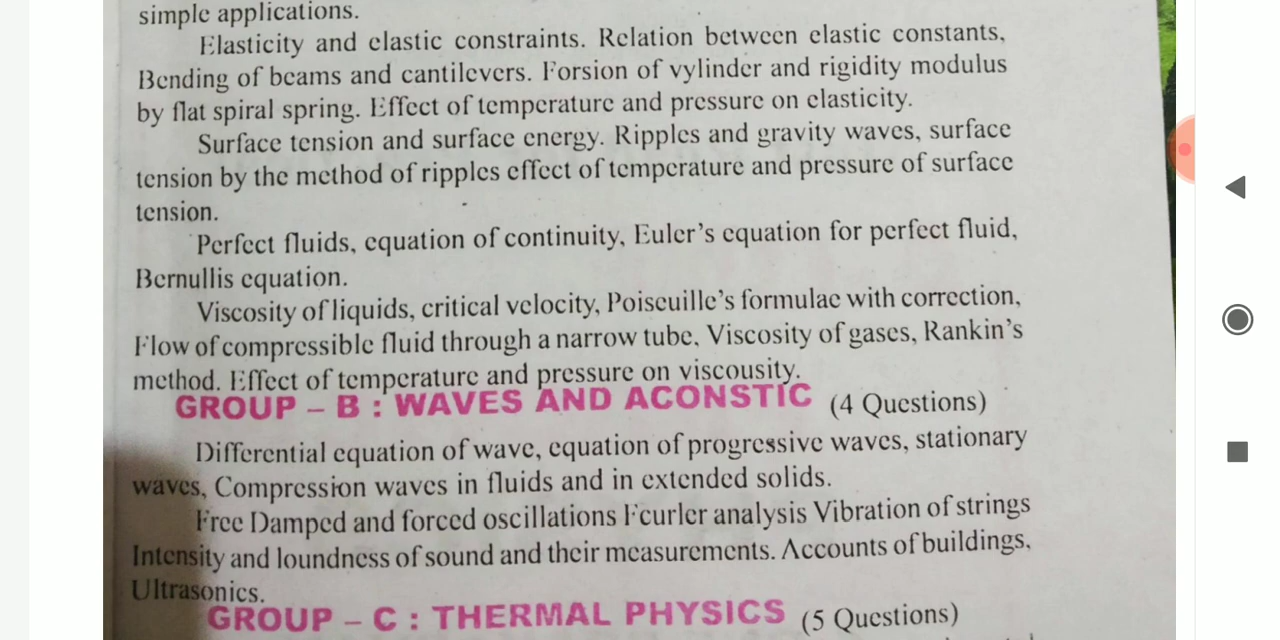 simple applications.
Elasticity and elastic constraints. Relation between elastic constants,
Bending of beams and cantilevers. Forsion of vylinder and rigidity modulus
by flat spiral spring. Effect of temperature and pressure on elasticity.
Surface tension and surface energy. Ripples and gravity waves, surface
tension by the method of ripples effect of temperature and pressure of surface
tension.
Perfect fluids, equation of continuity, Euler's equation for perfect fluid,
Bernullis equation.
Viscosity of liquids, critical velocity, Poiseuille's formulae with correction,
Flow of compressible fluid through a narrow tube, Viscosity of gases, Rankin's
method. Effect of temperature and pressure on viscousity.
GROUP – B : WAVES AND ACONSTIC (4 Questions)
Differential equation of wave, equation of progressive waves, stationary
waves, Compression waves in fluids and in extended solids.
Free Damped and forced oscillations Fcurler analysis Vibration of strings
Intensity and loundness of sound and their measurements. Accounts of buildings,
Ultrasonics.
GROUP – C : THERMAL PHYSICS (5 Questions)